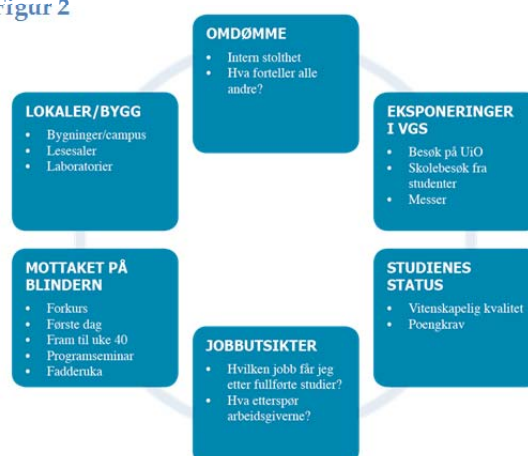 Figur 2
OMDØMME
• Intern stolthet
• Hva forteller alle
andre?
EKSPONERINGER
I VGS
• Besøk på UiO
• Skolebesøk fra
studenter
• Messer
STUDIENES
STATUS
• Vitenskapelig kvalitet
• Poengkrav
JOBBUTSIKTER
• Hvilken jobb får jeg
etter fullførte studier?
• Hva etterspør
arbeidsgiverne?
MOTTAKET PÅ
BLINDERN
• Forkurs
• Første dag
• Fram til uke 40
• Programseminar
• Fadderuka
LOKALER/BYGG
• Bygninger/campus
• Lesesaler
• Laboratorier